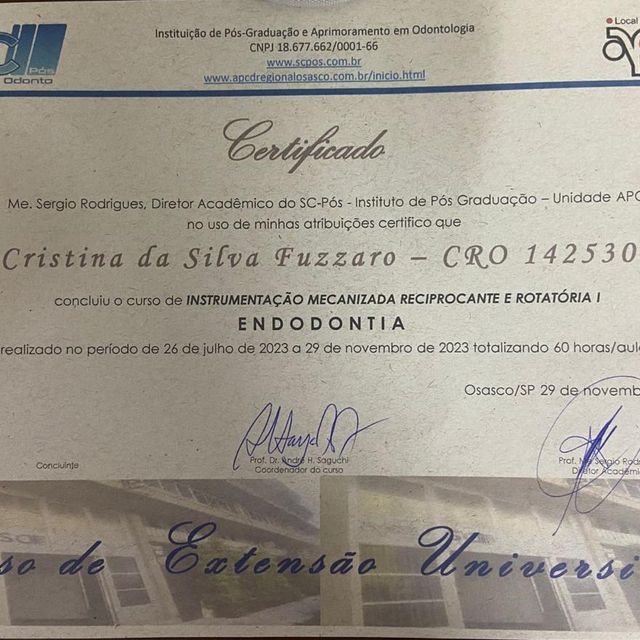 Instituição de Pós-Graduação e Aprimoramento em Odontologia
CNPJ 18.677.662/0001-66
www.scpos.com.br
www.apcdregionalosasco.com.br/inicio.html
Pós
Odonto
Local
Certificado
Me. Sergio Rodrigues, Diretor Acadêmico do SC-Pós - Instituto de Pós Graduação – Unidade APC
no uso de minhas atribuições certifico que
Cristina da Silva Fuzzaro – CRO 142530
concluiu o curso de INSTRUMENTAÇÃO MECANIZADA RECIPROCANTE E ROTATÓRIA I
ENDODONTIA
realizado no período de 26 de julho de 2023 a 29 de novembro de 2023 totalizando 60 horas/aul
Osasco/SP 29 de novemb
Concluinte
Prof. Dr. André H. Saguchi
Coordenador do curso
Prof. Me Sergio Rod
Diretor Acadêmi
so de Extensão Universi